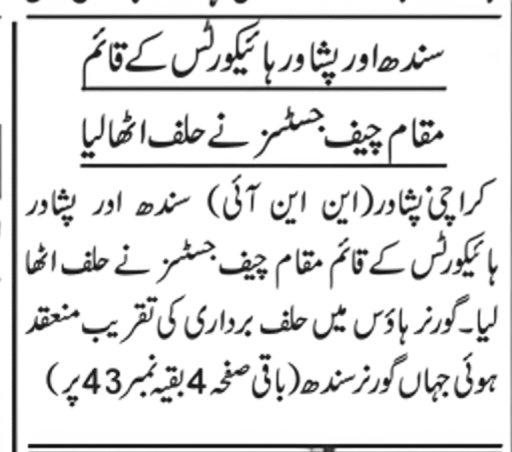 سندھ اور پشاور ہائیکورٹس کے قائم
مقام چیف جسٹسز نے حلف اٹھا لیا
کراچی/پشاور(این این آئی) سندھ اور پشاور
ہائیکورٹس کے قائم مقام چیف جسٹسز نے حلف اٹھا
لیا۔گورنر ہاؤس میں حلف برداری کی تقریب منعقد
ہوئی جہاں گورنر سندھ(باقی صفحہ 4 بقیہ نمبر 43 پر)